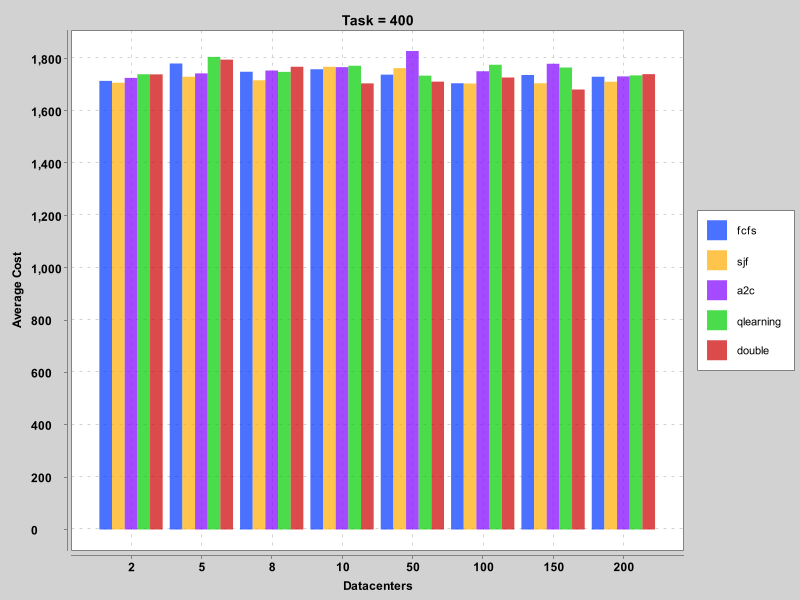 Task = 400
1,800
1,600
1,400
1,200
1,000
800
600
400
200
0
Average Cost
2 5 8 10 50 100 150 200
Datacenters
fcfs
sjf
a2c
qlearning
double